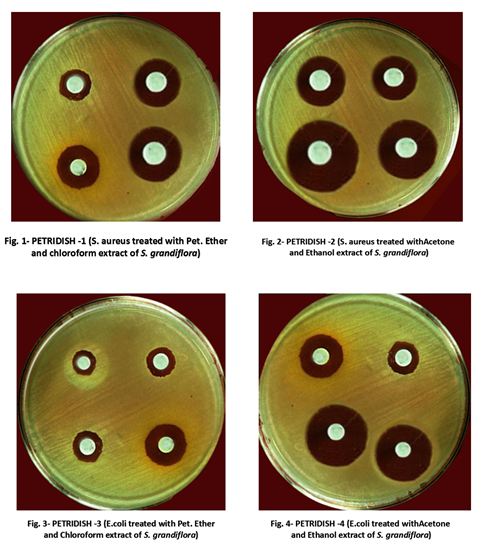 Fig. 1- PETRIDISH -1 (S. aureus treated with Pet. Ether
and chloroform extract of S. grandiflora)
Fig. 2- PETRIDISH -2 (S. aureus treated withAcetone
and Ethanol extract of S. grandiflora)
Fig. 3- PETRIDISH -3 (E.coli treated with Pet. Ether
and Chloroform extract of S. grandiflora)
Fig. 4- PETRIDISH -4 (E.coli treated withAcetone
and Ethanol extract of S. grandiflora)